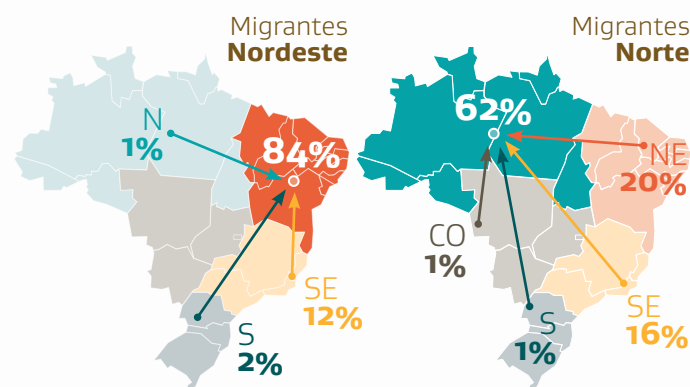 Migrantes
Nordeste
N
1%
84%
SE
12%
S
2%
Migrantes
Norte
62%
NE
20%
CO
1%
SE
16%
S
1%